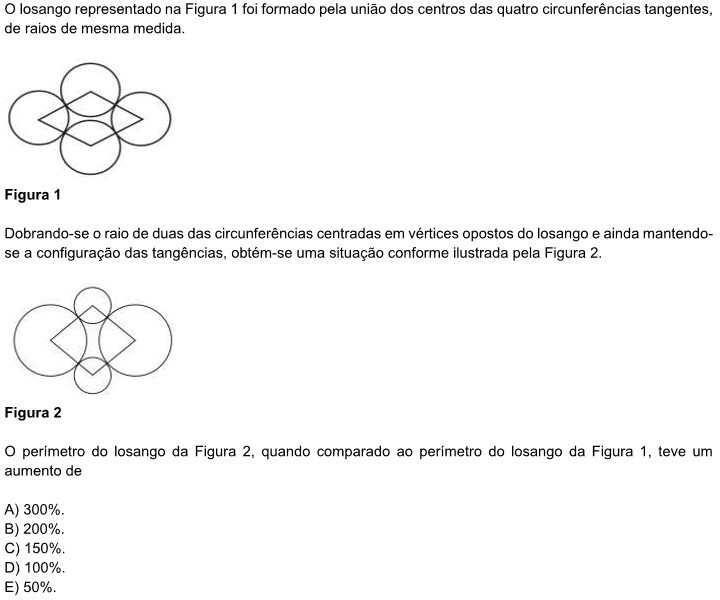 O losango representado na Figura 1 foi formado pela união dos centros das quatro circunferências tangentes,
de raios de mesma medida.
Figura 1
Dobrando-se o raio de duas das circunferências centradas em vértices opostos do losango e ainda mantendo-
se a configuração das tangências, obtém-se uma situação conforme ilustrada pela Figura 2.
Figura 2
O perímetro do losango da Figura 2, quando comparado ao perímetro do losango da Figura 1, teve um
aumento de
A) 300%.
B) 200%.
C) 150%.
D) 100%.
E) 50%.